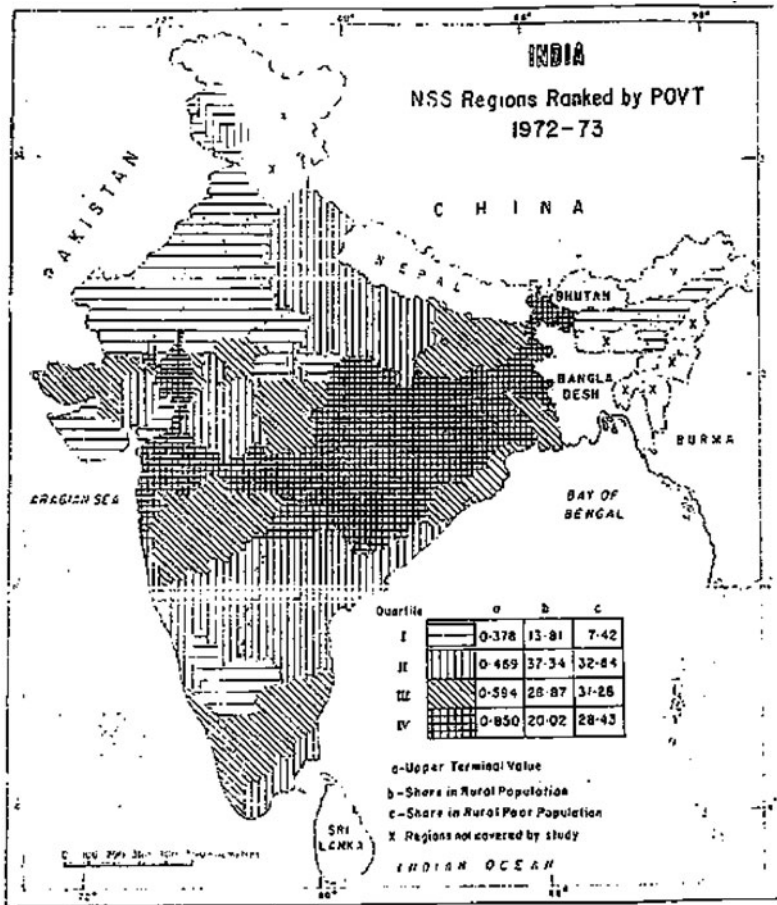 INDIA
NSS Regions Ranked by POVT
1972-73
PAKISTAN
CHINA
NEPAL
BHUTAN
BANGLA
DESH
BURMA
ARABIAN SEA
BAY OF
BENGAL
Quartile a b c
I 0·378 13·81 7·42
II 0·469 37·34 32·84
III 0·594 28·87 31·26
IV 0·850 20·02 28·43
a-Upper Terminal Value
b-Share in Rural Population
c-Share in Rural Poor Population
X Regions not covered by study
SRI
LANKA
INDIAN OCEAN